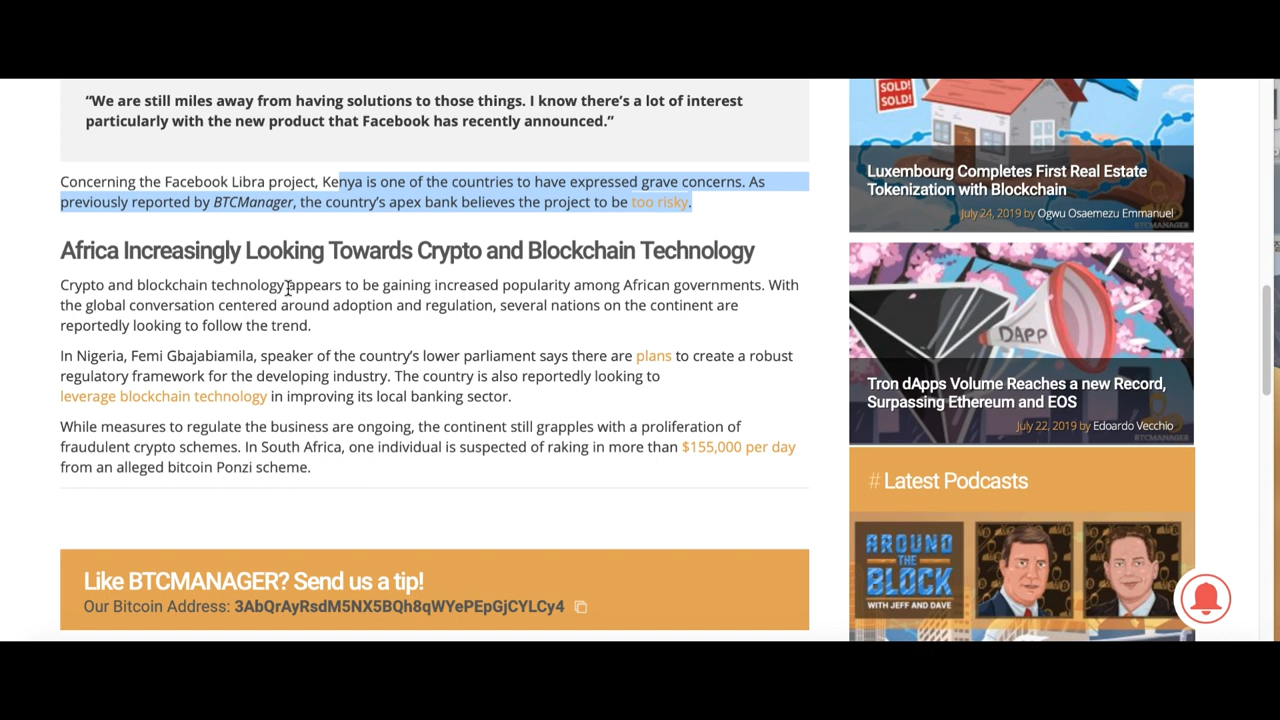 “We are still miles away from having solutions to those things. I know there’s a lot of interest
particularly with the new product that Facebook has recently announced.”
Concerning the Facebook Libra project, Kenya is one of the countries to have expressed grave concerns. As
previously reported by BTCManager, the country’s apex bank believes the project to be too risky.
Africa Increasingly Looking Towards Crypto and Blockchain Technology
Crypto and blockchain technology appears to be gaining increased popularity among African governments. With
the global conversation centered around adoption and regulation, several nations on the continent are
reportedly looking to follow the trend.
In Nigeria, Femi Gbajabiamila, speaker of the country’s lower parliament says there are plans to create a robust
regulatory framework for the developing industry. The country is also reportedly looking to
leverage blockchain technology in improving its local banking sector.
While measures to regulate the business are ongoing, the continent still grapples with a proliferation of
fraudulent crypto schemes. In South Africa, one individual is suspected of raking in more than $155,000 per day
from an alleged bitcoin Ponzi scheme.
Like BTCMANAGER? Send us a tip!
Our Bitcoin Address: 3AbQrAyRsdM5NX5BQh8qWYePEpGjCYLCy4
SOLD!
SOLD!
Luxembourg Completes First Real Estate
Tokenization with Blockchain
July 24, 2019 by Ogwu Osaemezu Emmanuel
BTCMANAGER
DAPP
Tron dApps Volume Reaches a new Record,
Surpassing Ethereum and EOS
July 22, 2019 by Edoardo Vecchio
BTCMANAGER
# Latest Podcasts
AROUND
THE
BLOCK
WITH JEFF AND DAVE